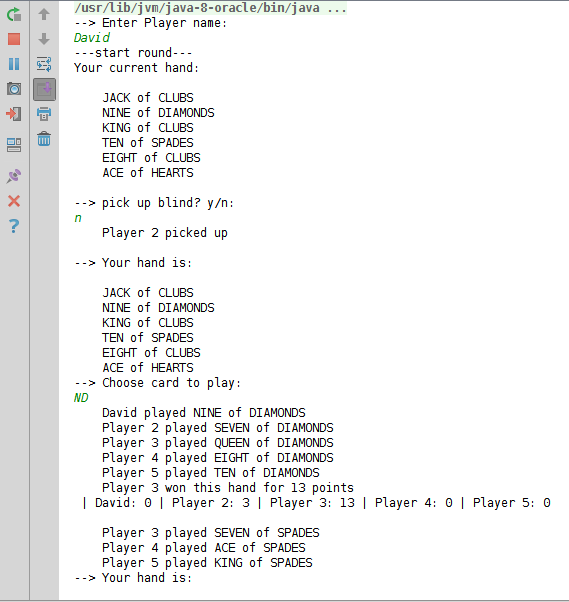 /usr/lib/jvm/java-8-oracle/bin/java ...
--> Enter Player name:
David
---start round---
Your current hand:
JACK of CLUBS
NINE of DIAMONDS
KING of CLUBS
TEN of SPADES
EIGHT of CLUBS
ACE of HEARTS
--> pick up blind? y/n:
n
Player 2 picked up
--> Your hand is:
JACK of CLUBS
NINE of DIAMONDS
KING of CLUBS
TEN of SPADES
EIGHT of CLUBS
ACE of HEARTS
--> Choose card to play:
ND
David played NINE of DIAMONDS
Player 2 played SEVEN of DIAMONDS
Player 3 played QUEEN of DIAMONDS
Player 4 played EIGHT of DIAMONDS
Player 5 played TEN of DIAMONDS
Player 3 won this hand for 13 points
| David: 0 | Player 2: 3 | Player 3: 13 | Player 4: 0 | Player 5: 0
Player 3 played SEVEN of SPADES
Player 4 played ACE of SPADES
Player 5 played KING of SPADES
--> Your hand is: